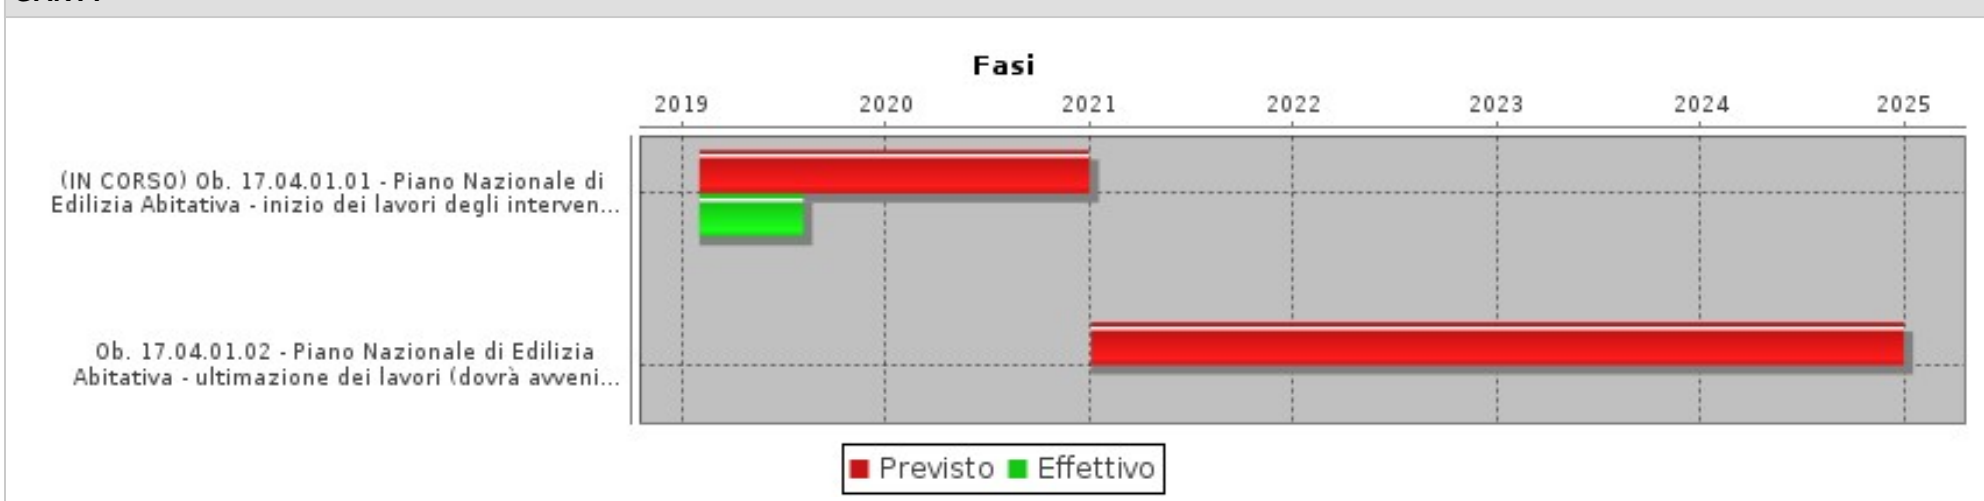 Fasi
2019 2020 2021 2022 2023 2024 2025
(IN CORSO) Ob. 17.04.01.01 - Piano Nazionale di
Edilizia Abitativa - inizio dei lavori degli interven...
Ob. 17.04.01.02 - Piano Nazionale di Edilizia
Abitativa - ultimazione dei lavori (dovrà avveni...
Previsto Effettivo